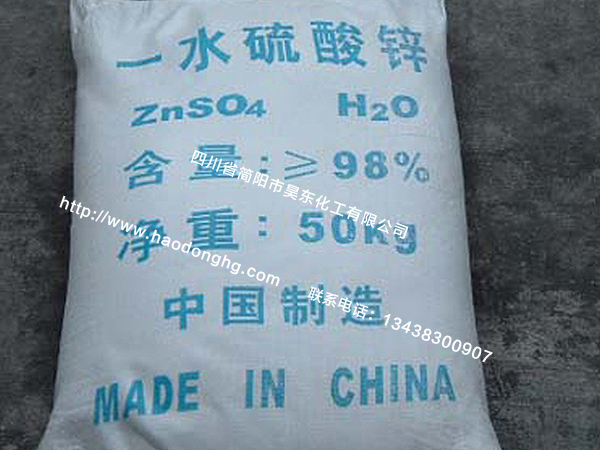 一水硫酸锌
ZnSO4 H2O
含量:≥98%
净重:50kg
中国制造
MADE IN CHINA
四川省简阳市昊东化工有限公司
http://www.haodonghg.com
联系电话:13438300907